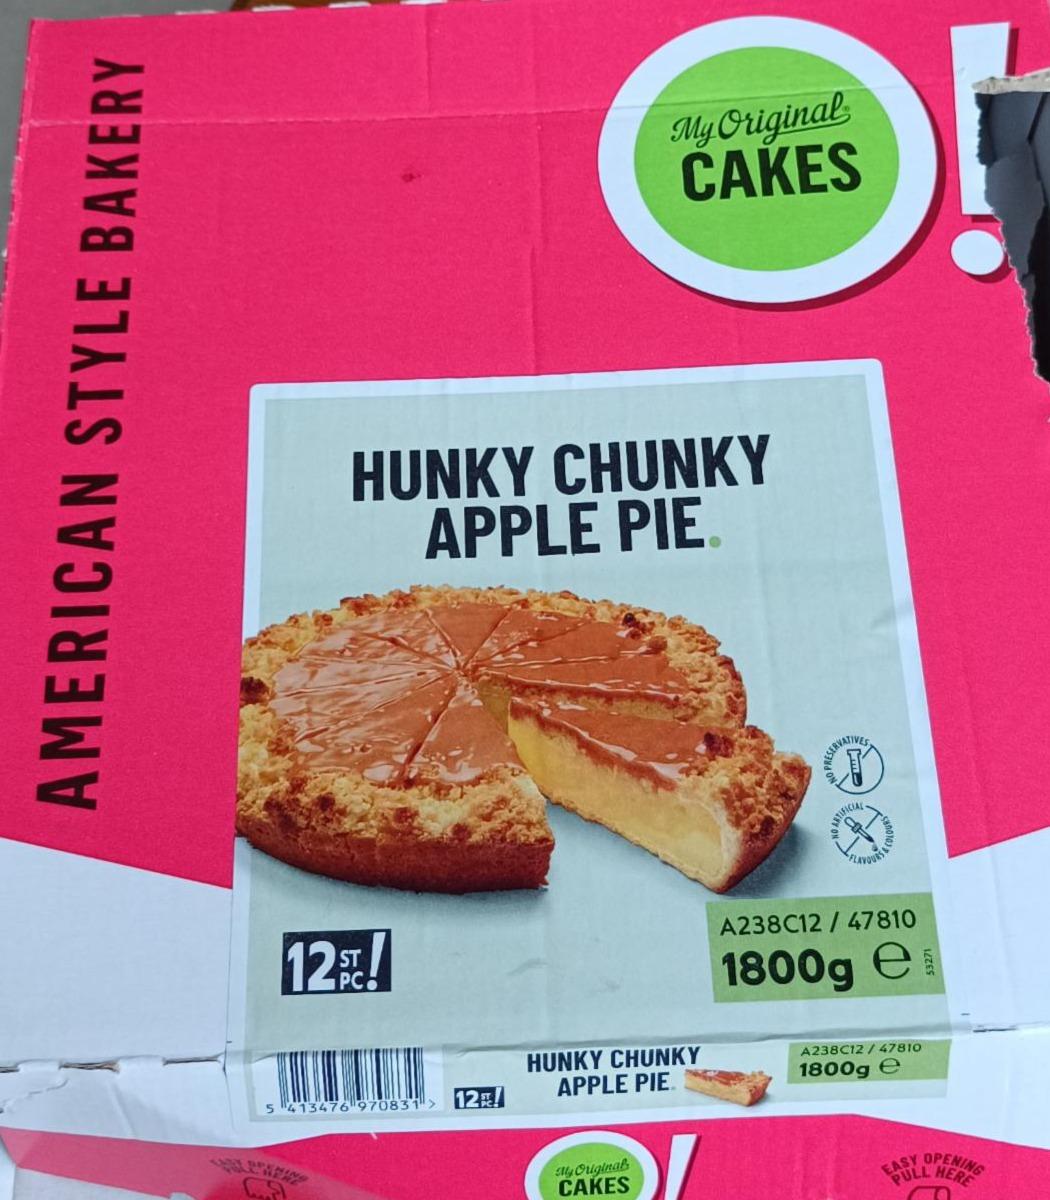 AMERICAN STYLE BAKERY
My Original
CAKES
!
HUNKY CHUNKY
APPLE PIE.
NO PRESERVATIVES
NO ARTIFICIAL
FLAVOURS & COLOURS
12 ST PC!
A238C12 / 47810
1800g e
53271
HUNKY CHUNKY
APPLE PIE.
A238C12 / 47810
1800g e
12 ST PC!
5 413476 970831 >
EASY OPENING
PULL HERE
My Original
CAKES
EASY OPENING
PULL HERE